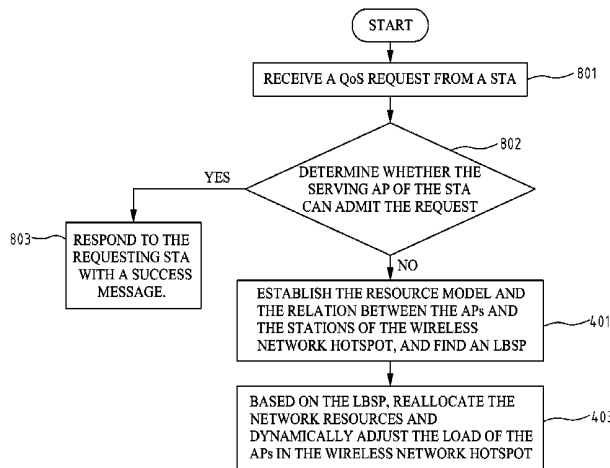 START
RECEIVE A QoS REQUEST FROM A STA
801
802
DETERMINE WHETHER THE
SERVING AP OF THE STA
CAN ADMIT THE REQUEST
YES
803
RESPOND TO THE
REQUESTING STA
WITH A SUCCESS
MESSAGE.
NO
ESTABLISH THE RESOURCE MODEL AND
THE RELATION BETWEEN THE APs AND
THE STATIONS OF THE WIRELESS
NETWORK HOTSPOT, AND FIND AN LBSP
401
BASED ON THE LBSP, REALLOCATE THE
NETWORK RESOURCES AND
DYNAMICALLY ADJUST THE LOAD OF THE
APs IN THE WIRELESS NETWORK HOTSPOT
403